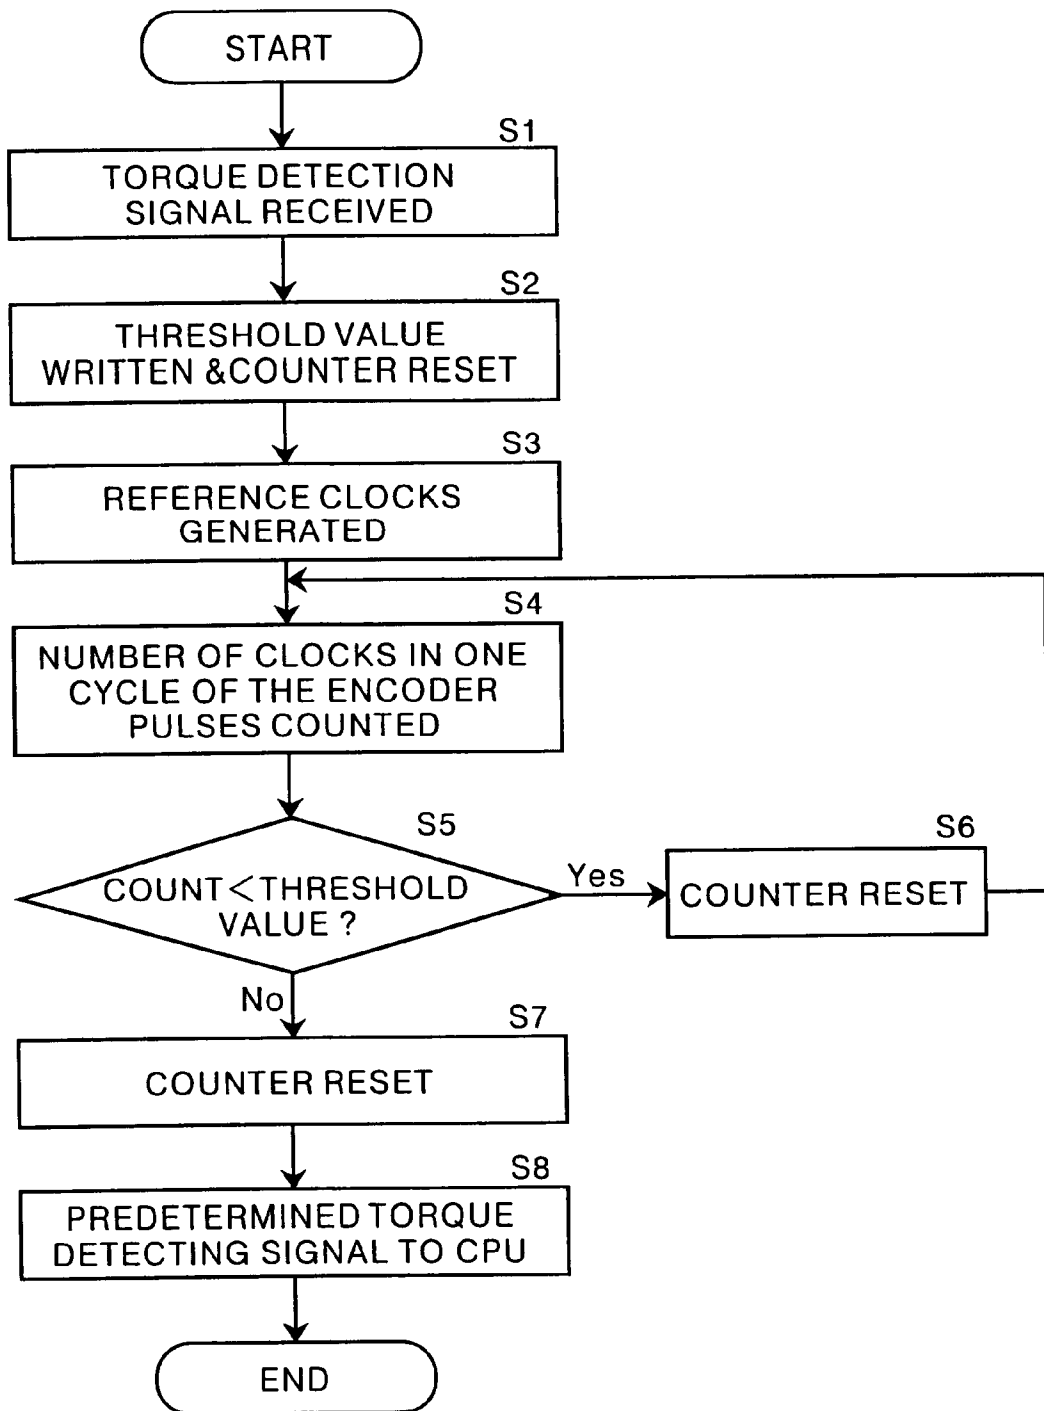 START
S1
TORQUE DETECTION
SIGNAL RECEIVED
S2
THRESHOLD VALUE
WRITTEN &COUNTER RESET
S3
REFERENCE CLOCKS
GENERATED
S4
NUMBER OF CLOCKS IN ONE
CYCLE OF THE ENCODER
PULSES COUNTED
S5
COUNT<THRESHOLD
VALUE ?
Yes
S6
COUNTER RESET
No
S7
COUNTER RESET
S8
PREDETERMINED TORQUE
DETECTING SIGNAL TO CPU
END